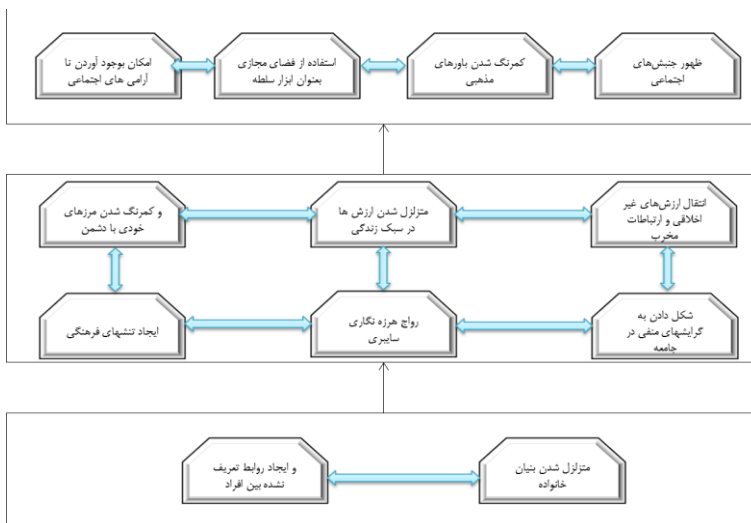 ظهور جنبش‌های
اجتماعی
کمرنگ شدن باورهای
مذهبی
استفاده از فضای مجازی
بعنوان ابزار سلطه
امکان بوجود آوردن نا
آرامی های اجتماعی
انتقال ارزش‌های غیر
اخلاقی و ارتباطات
مخرب
متزلزل شدن ارزش ها
در سبک زندگی
و کمرنگ شدن مرزهای
خودی با دشمن
شکل دادن به
گرایشهای منفی در
جامعه
رواج هرزه نگاری
سایبری
ایجاد تنشهای فرهنگی
متزلزل شدن بنیان
خانواده
و ایجاد روابط تعریف
نشده بین افراد